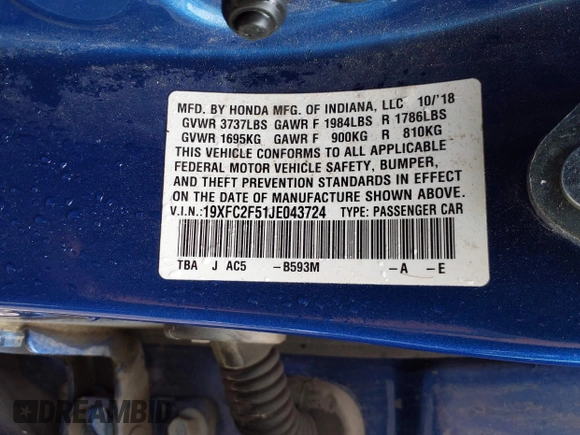 MFD. BY HONDA MFG. OF INDIANA, LLC 10/'18
GVWR 3737LBS GAWR F 1984LBS R 1786LBS
GVWR 1695KG GAWR F 900KG R 810KG
THIS VEHICLE CONFORMS TO ALL APPLICABLE
FEDERAL MOTOR VEHICLE SAFETY, BUMPER,
AND THEFT PREVENTION STANDARDS IN EFFECT
ON THE DATE OF MANUFACTURE SHOWN ABOVE.
V.I.N.: 19XFC2F51JE043724 TYPE: PASSENGER CAR
TBA J AC5 -B593M -A -E
DREAMBID